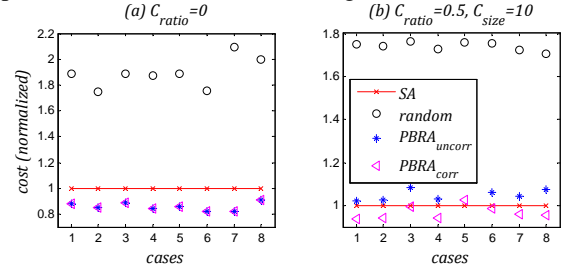 (a) C_ratio=0
2.2
2
1.8
1.6
1.4
1.2
1
0.8
1 2 3 4 5 6 7 8
cases
cost (normalized)
(b) C_ratio=0.5, C_size=10
1.8
1.6
1.4
1.2
1
1 2 3 4 5 6 7 8
cases
SA
random
PBRA_uncorr
PBRA_corr